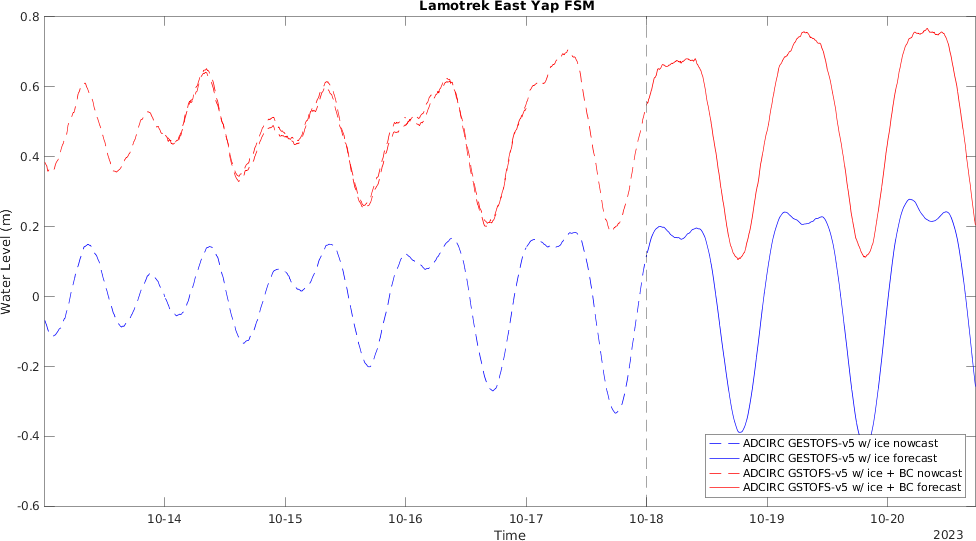 Lamotrek East Yap FSM
0.8
0.6
0.4
0.2
0
-0.2
-0.4
-0.6
Water Level (m)
ADCIRC GESTOFS-v5 w/ ice nowcast
ADCIRC GESTOFS-v5 w/ ice forecast
ADCIRC GSTOFS-v5 w/ ice + BC nowcast
ADCIRC GSTOFS-v5 w/ ice + BC forecast
10-14 10-15 10-16 10-17 10-18 10-19 10-20
Time
2023